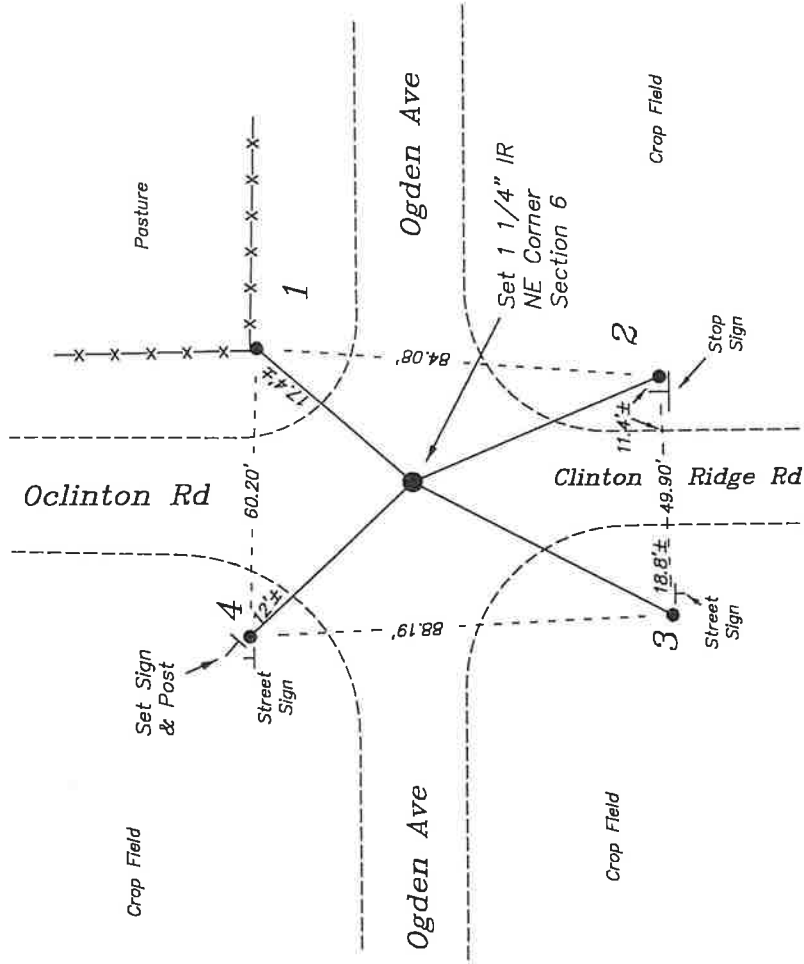 Pasture
Ogden Ave
Crop Field
1
17.4'±
84.08'
Set 1 1/4" IR
NE Corner
Section 6
2
Stop
Sign
11.4'±
Oclinton Rd
60.20'
Clinton Ridge Rd
49.90'
4
12'±
Set Sign
& Post
Street
Sign
88.19'
18.8'±
3
Street
Sign
Crop Field
Ogden Ave
Crop Field